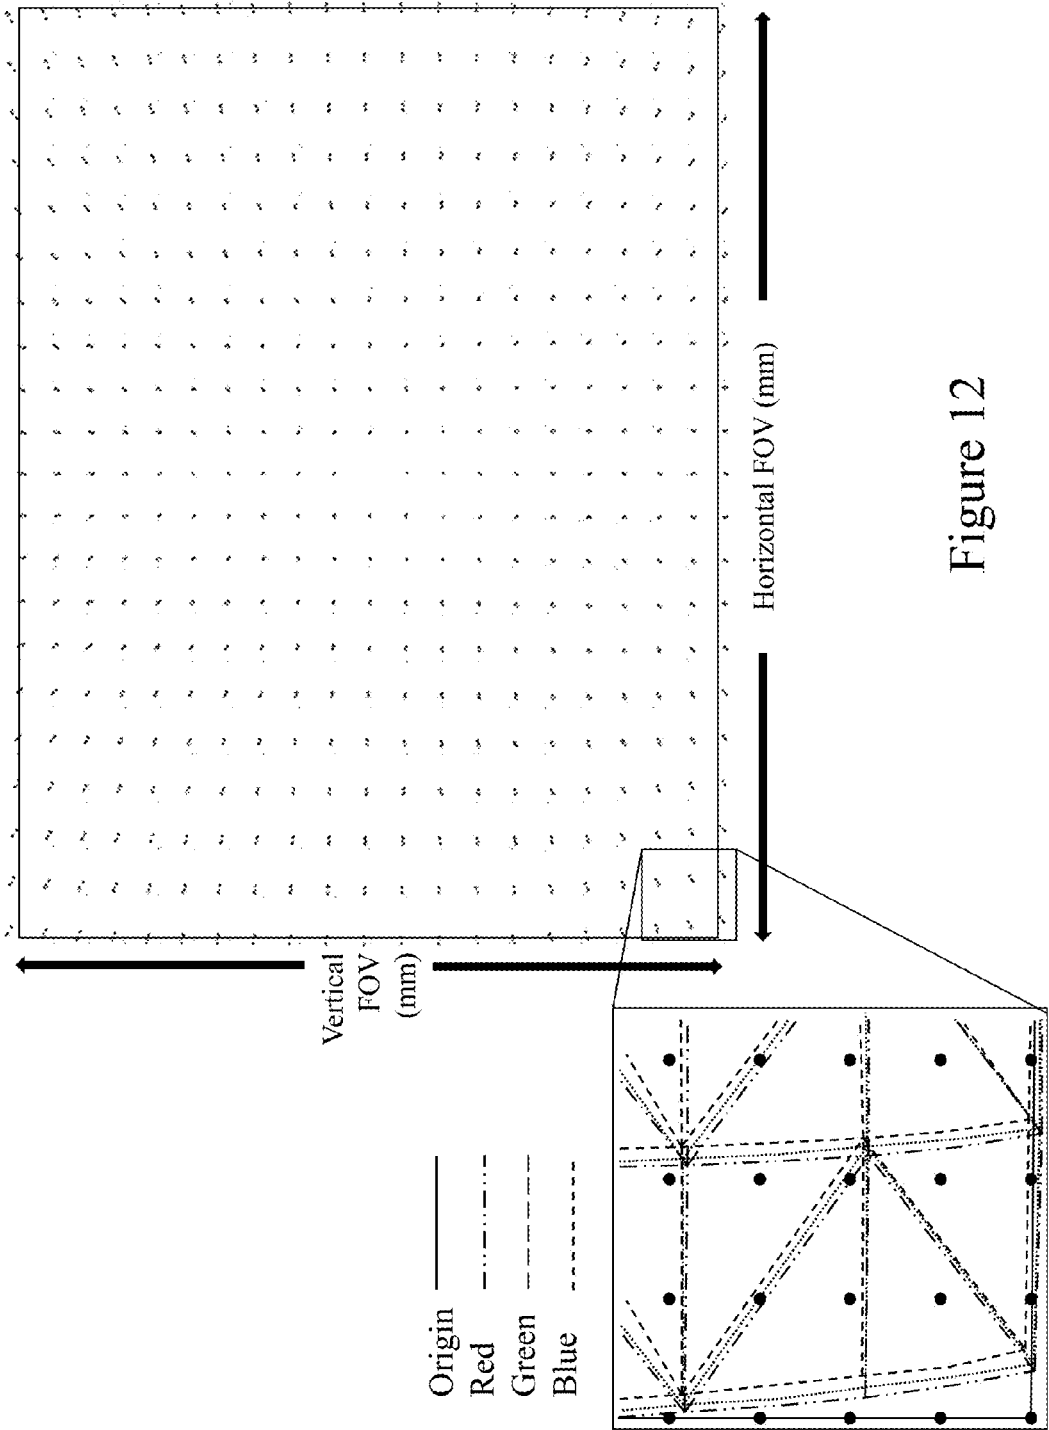 Vertical
FOV
(mm)
Horizontal FOV (mm)
Origin
Red
Green
Blue
Figure 12